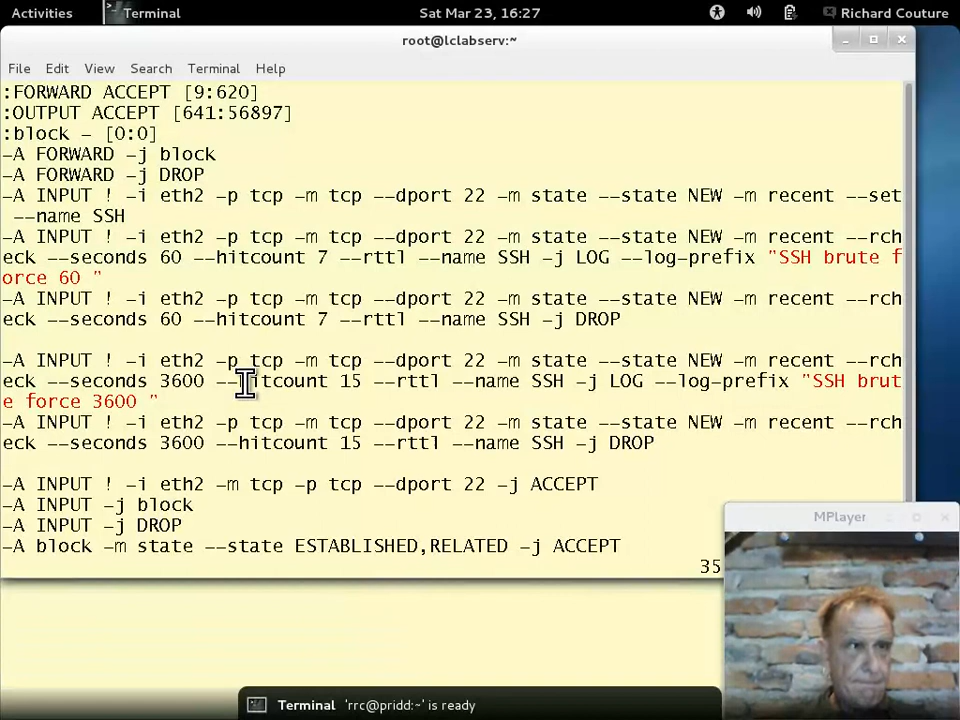 Activities Terminal Sat Mar 23, 16:27 Richard Couture
root@lclabserv:~
File Edit View Search Terminal Help
:FORWARD ACCEPT [9:620]
:OUTPUT ACCEPT [641:56897]
:block - [0:0]
-A FORWARD -j block
-A FORWARD -j DROP
-A INPUT ! -i eth2 -p tcp -m tcp --dport 22 -m state --state NEW -m recent --set
--name SSH
-A INPUT ! -i eth2 -p tcp -m tcp --dport 22 -m state --state NEW -m recent --rch
eck --seconds 60 --hitcount 7 --rttl --name SSH -j LOG --log-prefix "SSH brute f
orce 60 "
-A INPUT ! -i eth2 -p tcp -m tcp --dport 22 -m state --state NEW -m recent --rch
eck --seconds 60 --hitcount 7 --rttl --name SSH -j DROP
-A INPUT ! -i eth2 -p tcp -m tcp --dport 22 -m state --state NEW -m recent --rch
eck --seconds 3600 --hitcount 15 --rttl --name SSH -j LOG --log-prefix "SSH brut
e force 3600 "
-A INPUT ! -i eth2 -p tcp -m tcp --dport 22 -m state --state NEW -m recent --rch
eck --seconds 3600 --hitcount 15 --rttl --name SSH -j DROP
-A INPUT ! -i eth2 -m tcp -p tcp --dport 22 -j ACCEPT
-A INPUT -j block
-A INPUT -j DROP
-A block -m state --state ESTABLISHED,RELATED -j ACCEPT
35
MPlayer
Terminal 'rrc@pridd:~' is ready